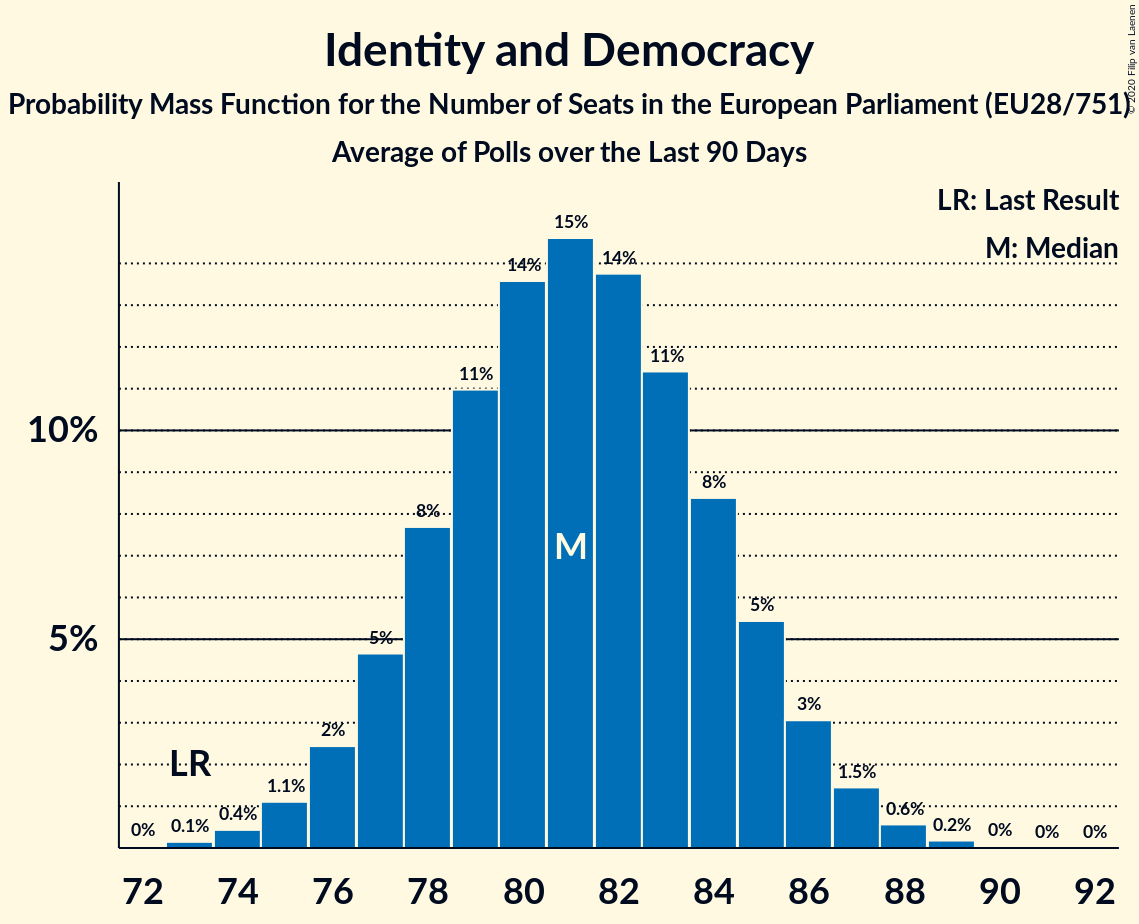 Identity and Democracy
Probability Mass Function for the Number of Seats in the European Parliament (EU28/751)
Average of Polls over the Last 90 Days
© 2020 Filip van Laenen
LR: Last Result
M: Median
15%
14%
14%
11%
11%
10%
8%
8%
M
5%
5%
5%
3%
2%
LR
1.5%
1.1%
0.6%
0.4%
0.2%
0.1%
0%
0%
0%
0%
72 74 76 78 80 82 84 86 88 90 92